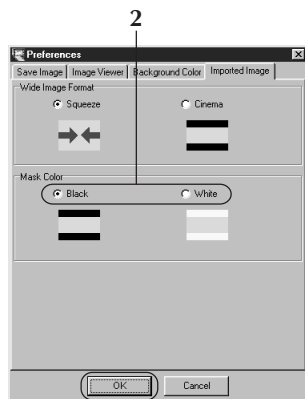 2
Preferences
Save Image Image Viewer Background Color Imported Image
Wide Image Format
Squeeze Cinema
Mask Color
Black White
OK Cancel